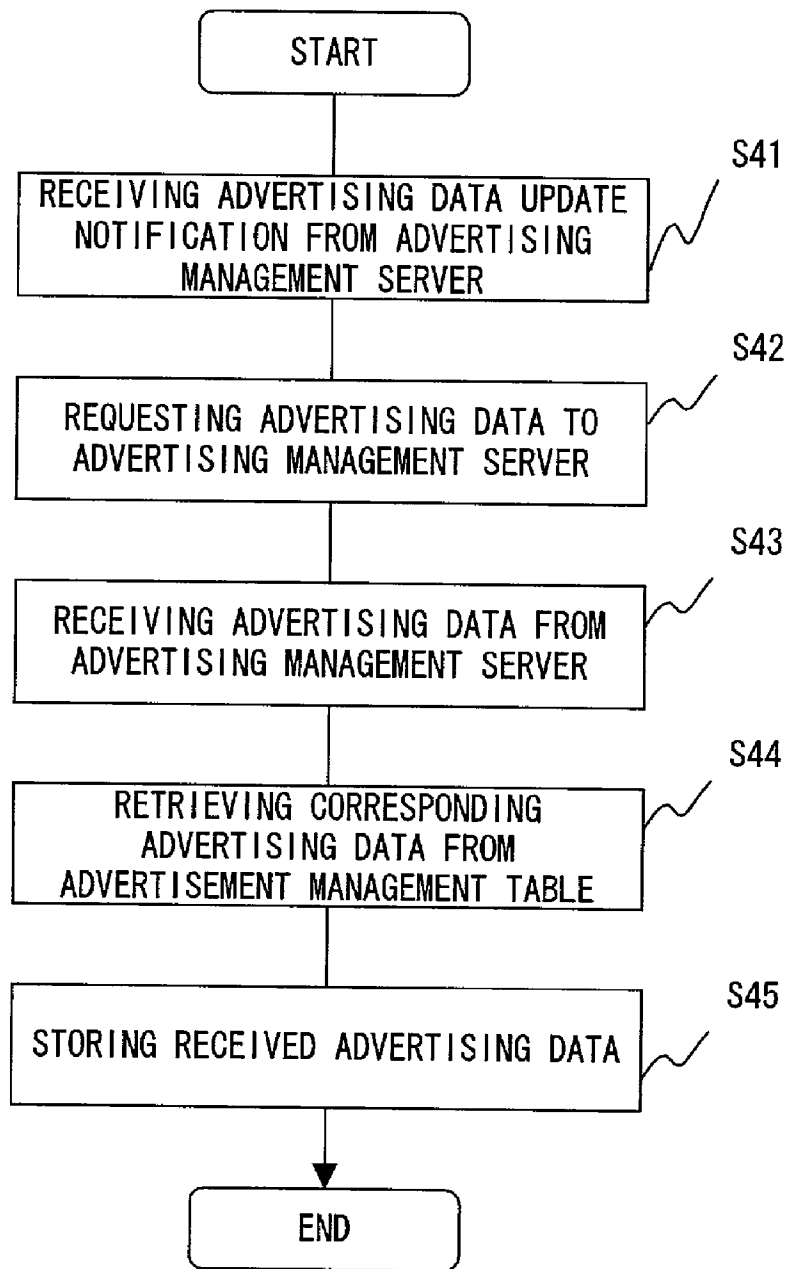 START
S41
RECEIVING ADVERTISING DATA UPDATE
NOTIFICATION FROM ADVERTISING
MANAGEMENT SERVER
S42
REQUESTING ADVERTISING DATA TO
ADVERTISING MANAGEMENT SERVER
S43
RECEIVING ADVERTISING DATA FROM
ADVERTISING MANAGEMENT SERVER
S44
RETRIEVING CORRESPONDING
ADVERTISING DATA FROM
ADVERTISEMENT MANAGEMENT TABLE
S45
STORING RECEIVED ADVERTISING DATA
END